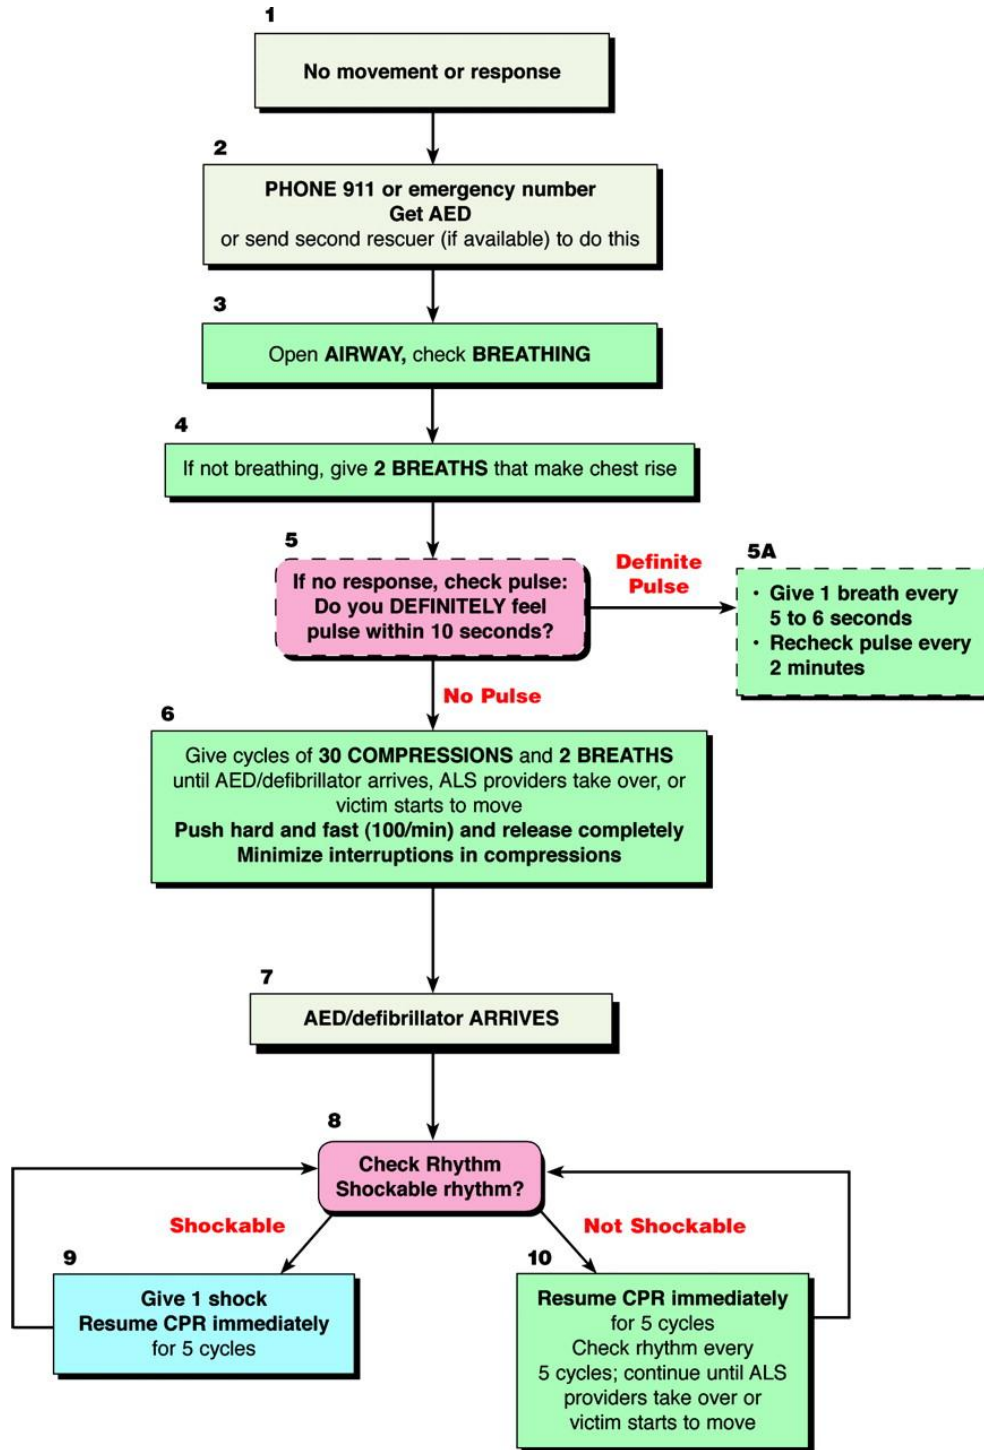 1
No movement or response
2
PHONE 911 or emergency number
Get AED
or send second rescuer (if available) to do this
3
Open AIRWAY, check BREATHING
4
If not breathing, give 2 BREATHS that make chest rise
5
If no response, check pulse:
Do you DEFINITELY feel
pulse within 10 seconds?
Definite
Pulse
5A
• Give 1 breath every
5 to 6 seconds
• Recheck pulse every
2 minutes
No Pulse
6
Give cycles of 30 COMPRESSIONS and 2 BREATHS
until AED/defibrillator arrives, ALS providers take over, or
victim starts to move
Push hard and fast (100/min) and release completely
Minimize interruptions in compressions
7
AED/defibrillator ARRIVES
8
Check Rhythm
Shockable rhythm?
Shockable
Not Shockable
9
Give 1 shock
Resume CPR immediately
for 5 cycles
10
Resume CPR immediately
for 5 cycles
Check rhythm every
5 cycles; continue until ALS
providers take over or
victim starts to move